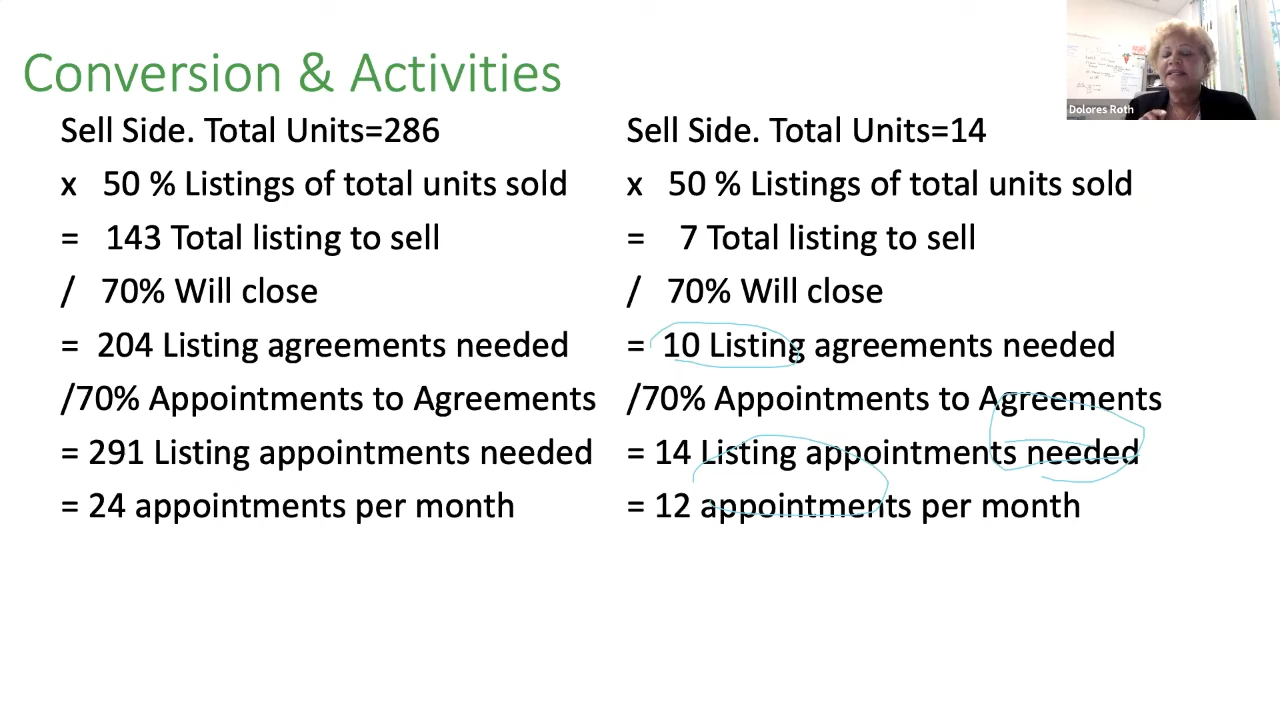 Conversion & Activities
Sell Side. Total Units=286
x 50 % Listings of total units sold
= 143 Total listing to sell
/ 70% Will close
= 204 Listing agreements needed
/70% Appointments to Agreements
= 291 Listing appointments needed
= 24 appointments per month
Sell Side. Total Units=14
x 50 % Listings of total units sold
= 7 Total listing to sell
/ 70% Will close
= 10 Listing agreements needed
/70% Appointments to Agreements
= 14 Listing appointments needed
= 12 appointments per month
Dolores Roth